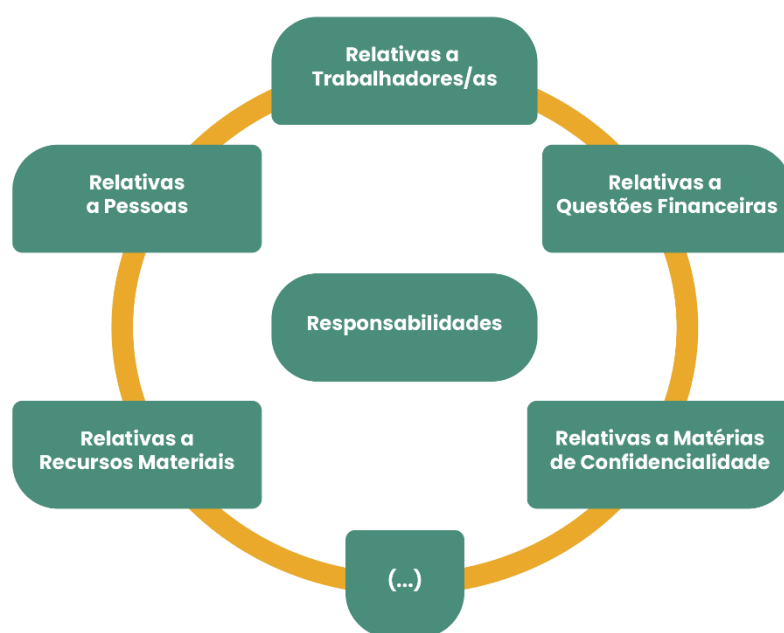 Relativas a
Trabalhadores/as
Relativas
a Pessoas
Relativas a
Questões Financeiras
Responsabilidades
Relativas a
Recursos Materiais
Relativas a Matérias
de Confidencialidade
(...)